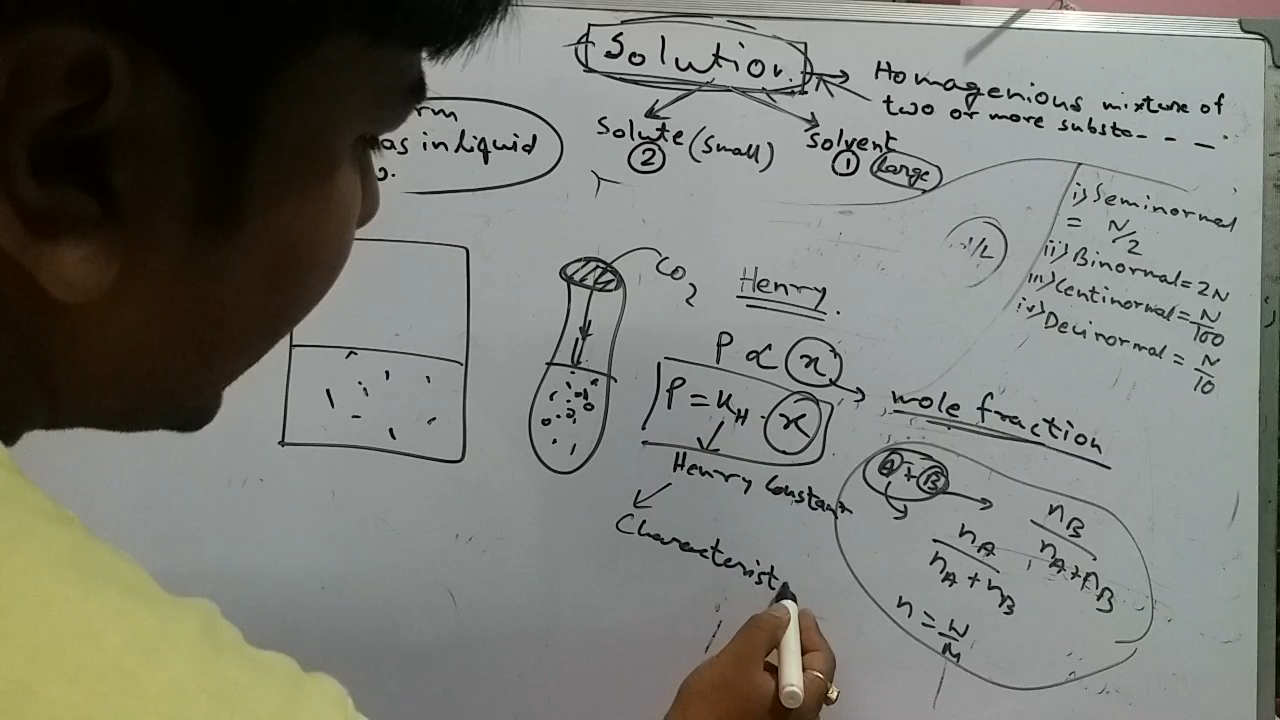 Solution
Homagenious mixture of
two or more substa- - -
Solute (small)
②
Solvent
① Large
rm
as in liquid
i) Seminormal
= N/2
ii) Binormal = 2N
iii) Centinormal = N/100
iv) Decinormal = N/10
CO2
Henry
P ∝ x
mole fraction
P = KH · x
Henry Constant
Characterist
A + B
nA/nA + nB , nB/nA + nB
n = W/M